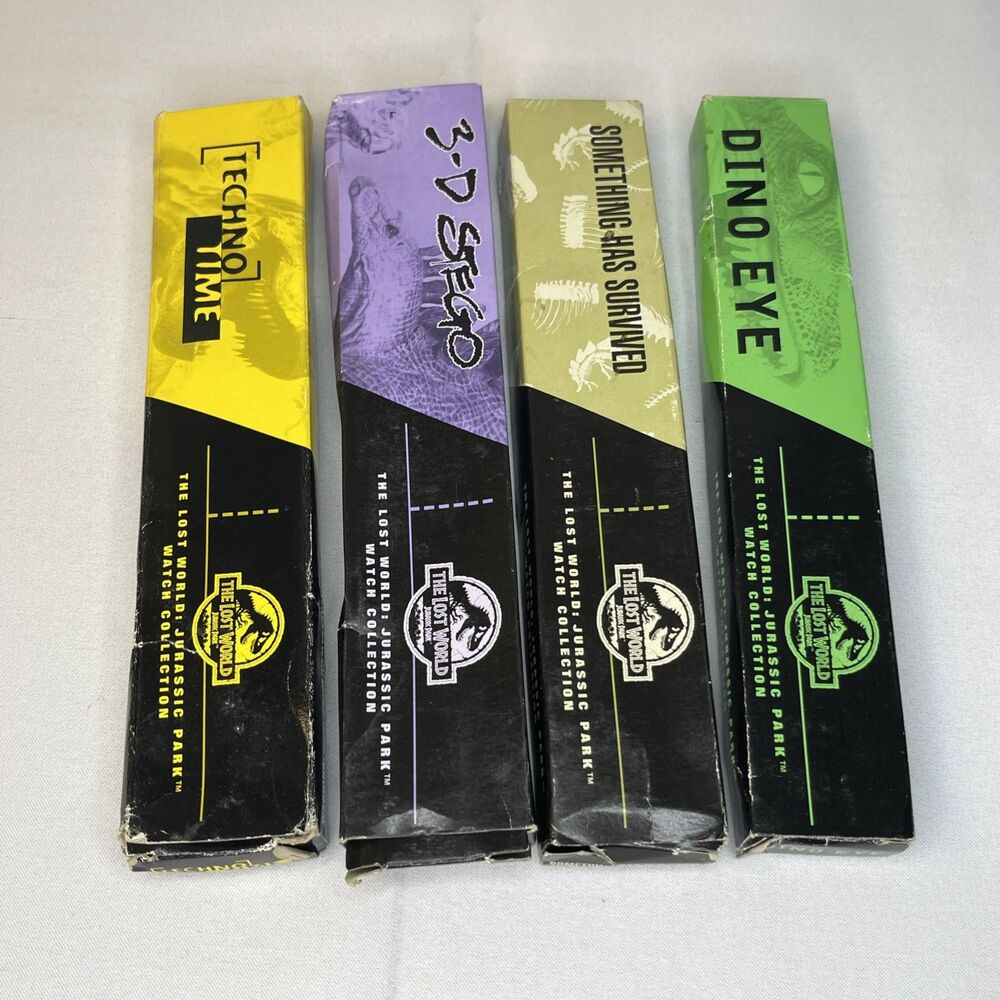 [TECHNO]
TIME
THE LOST WORLD: JURASSIC PARK™
WATCH COLLECTION
THE LOST WORLD
JURASSIC PARK
TECHNO
3-D STEGO
THE LOST WORLD: JURASSIC PARK™
WATCH COLLECTION
THE LOST WORLD
JURASSIC PARK
SOMETHING HAS SURVIVED
THE LOST WORLD: JURASSIC PARK™
WATCH COLLECTION
THE LOST WORLD
JURASSIC PARK
DINO EYE
THE LOST WORLD: JURASSIC PARK™
WATCH COLLECTION
THE LOST WORLD
JURASSIC PARK